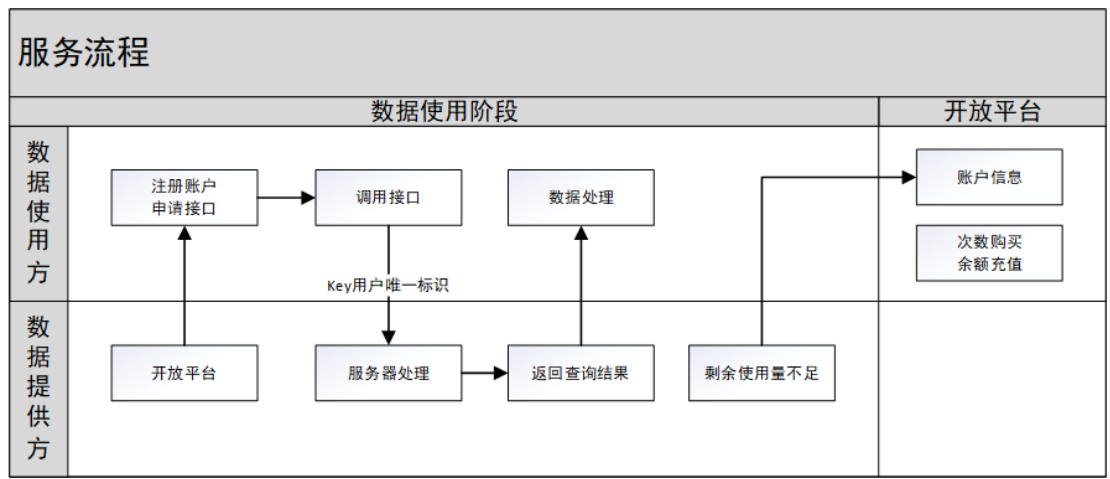 服务流程
数据使用阶段
开放平台
数据使用方
注册账户
申请接口
调用接口
数据处理
账户信息
次数购买
余额充值
Key用户唯一标识
数据提供方
开放平台
服务器处理
返回查询结果
剩余使用量不足